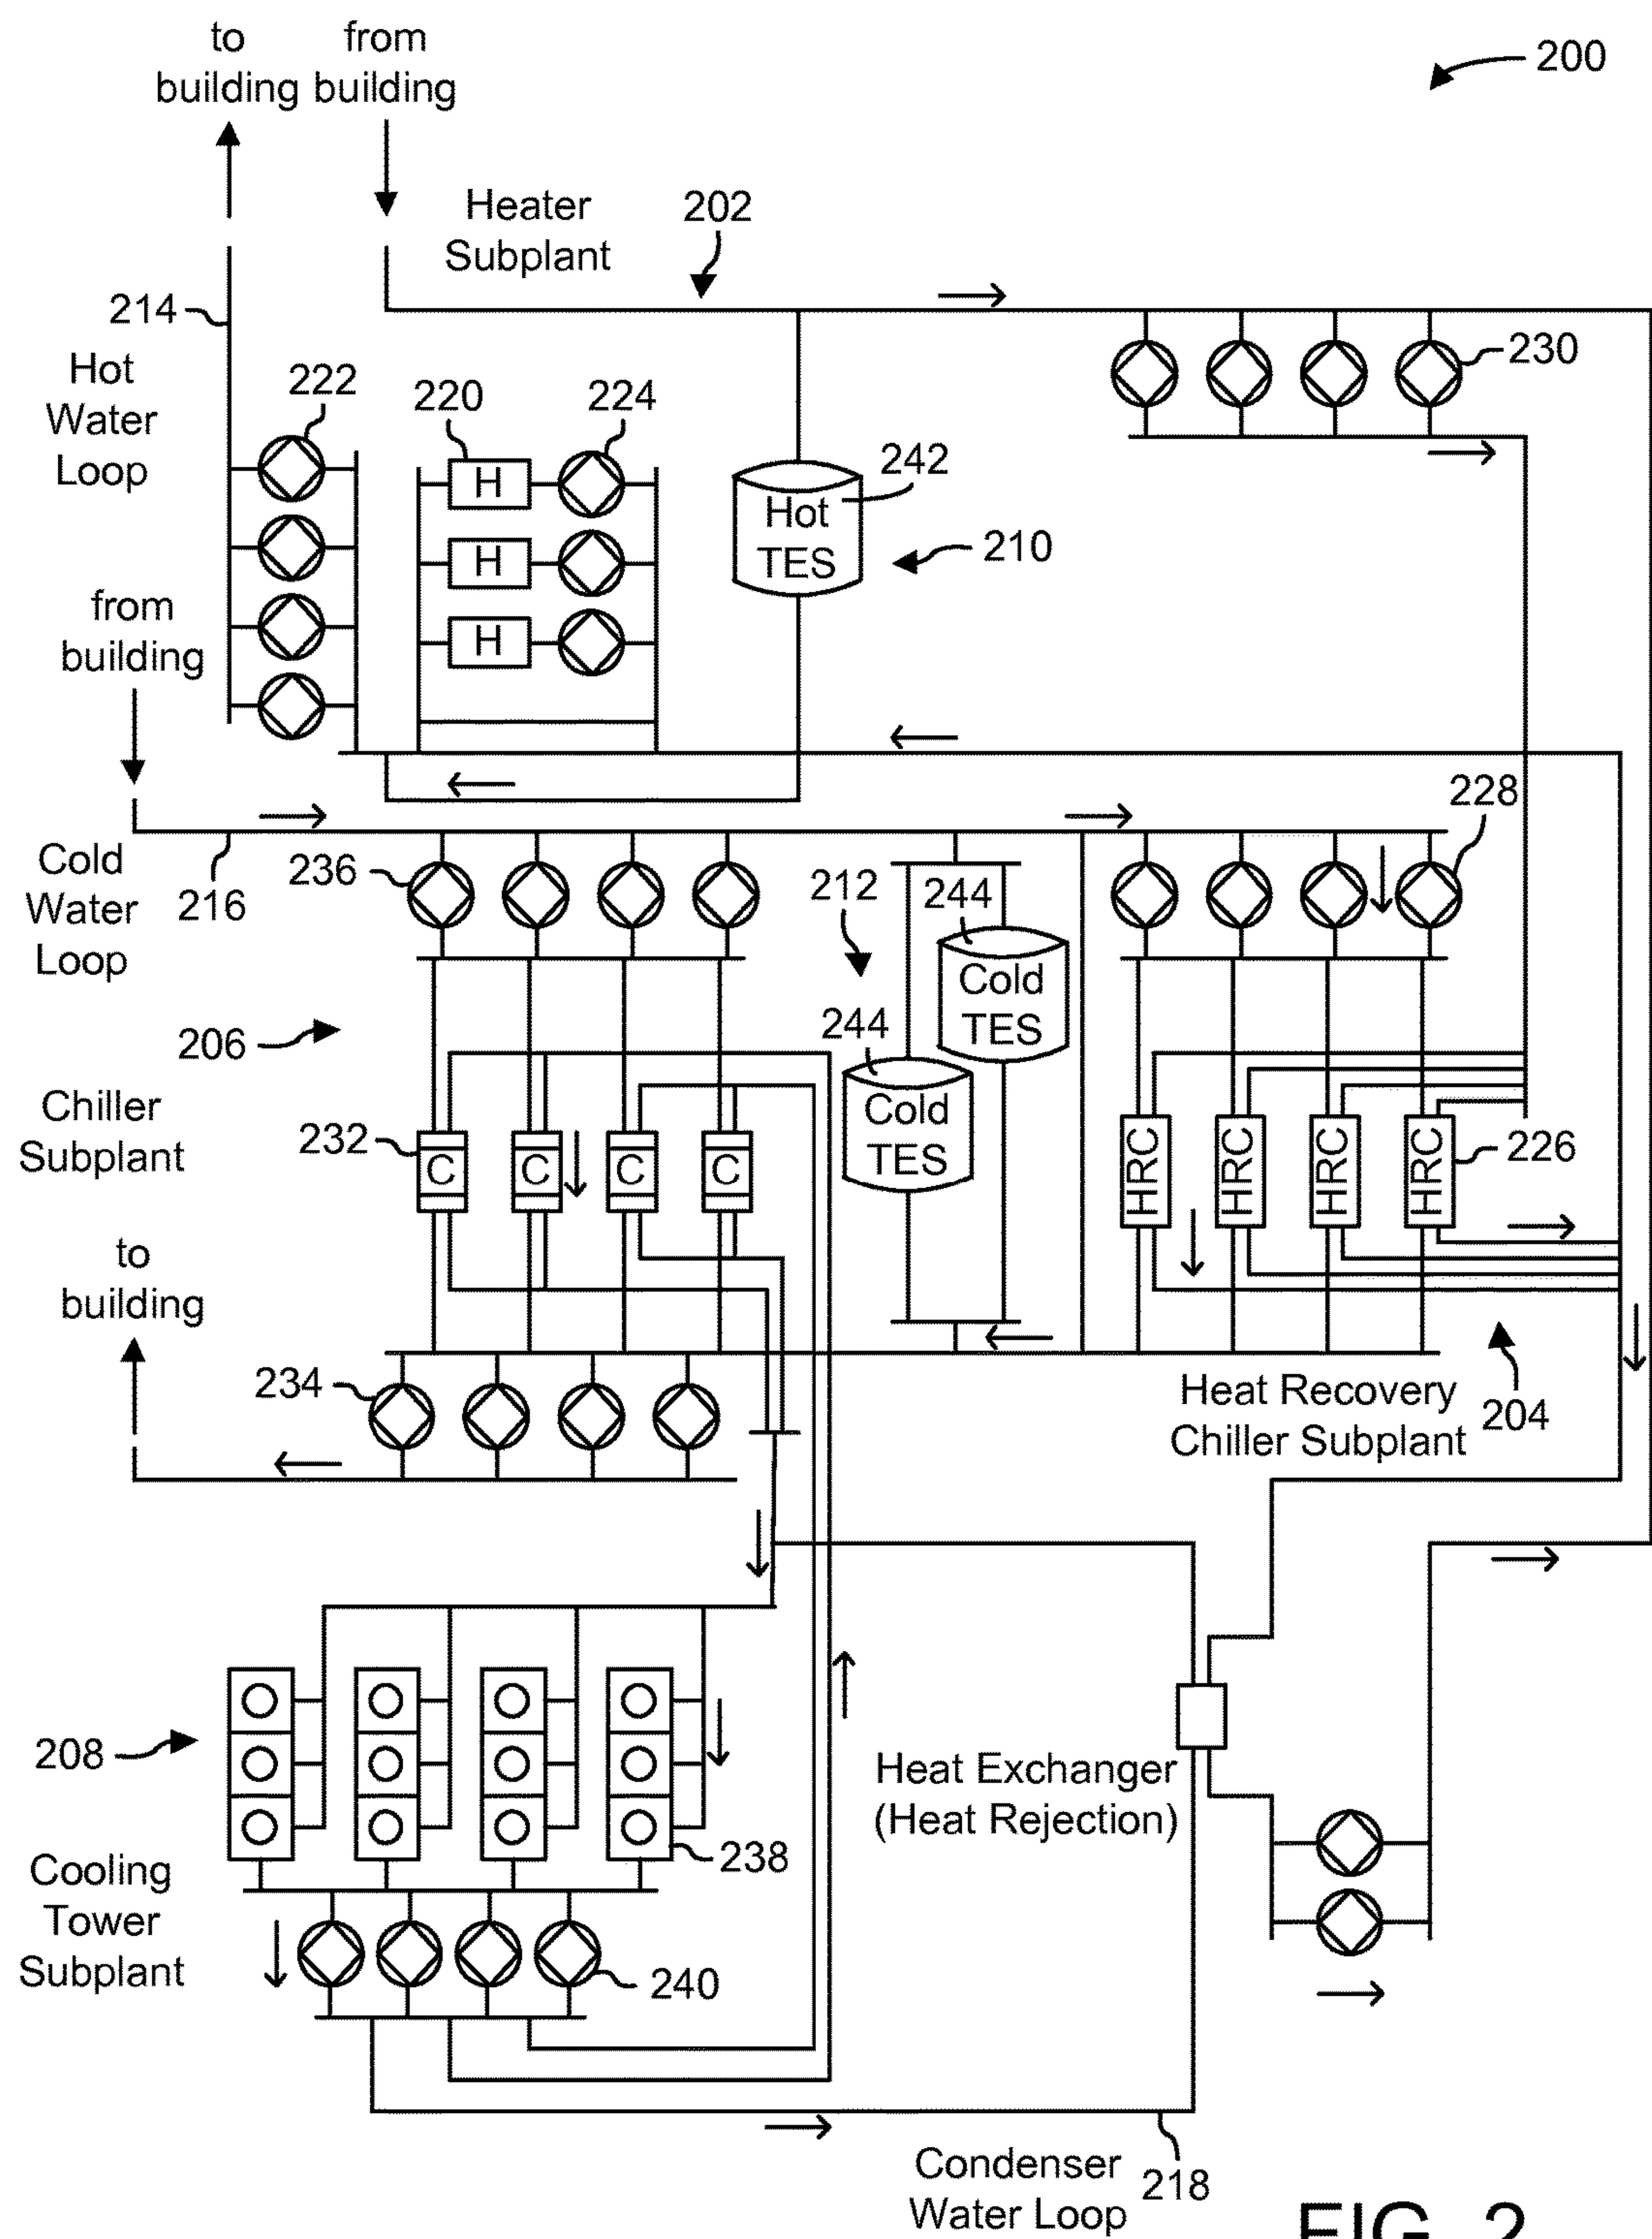 to
building
from
building
200
Heater
Subplant
202
214
Hot
Water
Loop
222
220
224
230
H
H
H
Hot
TES
242
210
from
building
228
Cold
Water
Loop
216
236
212
244
Cold
TES
244
Cold
TES
206
Chiller
Subplant
232
C
C
C
C
HRC
HRC
HRC
HRC
226
to
building
234
Heat Recovery
Chiller Subplant
204
208
Heat Exchanger
(Heat Rejection)
238
Cooling
Tower
Subplant
240
Condenser
Water Loop
218
FIG. 2